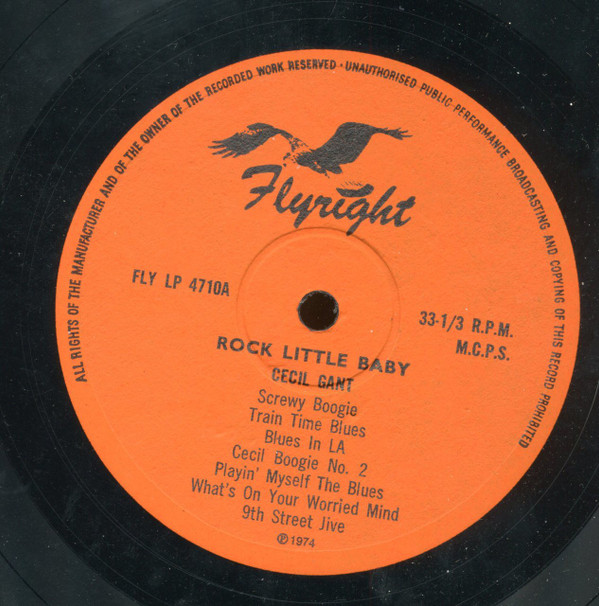 ALL RIGHTS OF THE MANUFACTURER AND OF THE OWNER OF THE RECORDED WORK RESERVED · UNAUTHORISED PUBLIC PERFORMANCE BROADCASTING AND COPYING OF THIS RECORD PROHIBITED
Flyright
FLY LP 4710A
33-1/3 R.P.M.
M.C.P.S.
ROCK LITTLE BABY
CECIL GANT
Screwy Boogie
Train Time Blues
Blues In LA
Cecil Boogie No. 2
Playin' Myself The Blues
What's On Your Worried Mind
9th Street Jive
℗1974